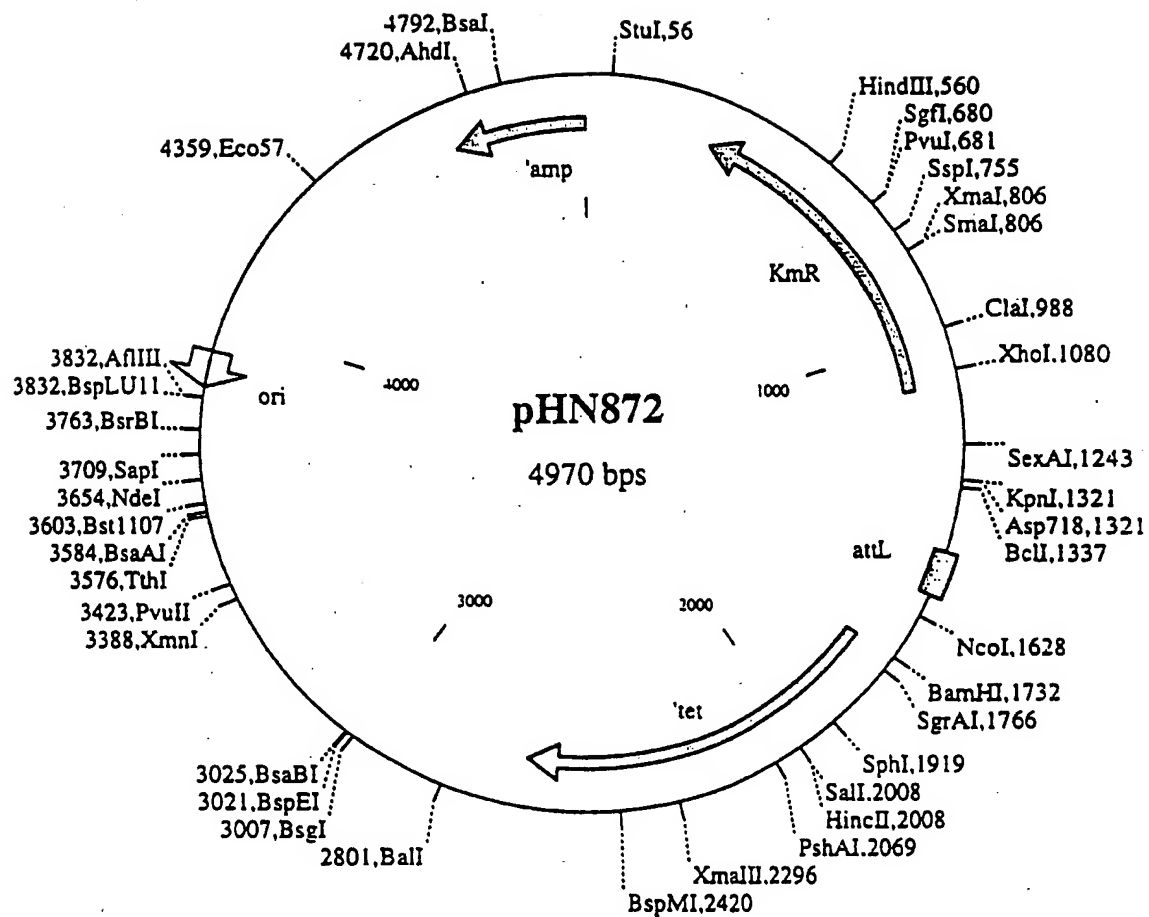 4792,BsaI
4720,AhdI
StuI,56
HindIII,560
SgfI,680
PvuI,681
SspI,755
XmaI,806
SmaI,806
4359,Eco57
'amp
KmR
ClaI,988
XhoI,1080
3832,AflIII
3832,BspLU11
3763,BsrBI
3709,SapI
3654,NdeI
3603,Bst1107
3584,BsaAI
3576,TthI
3423,PvuII
3388,XmnI
ori
4000
1000
pHN872
4970 bps
SexAI,1243
KpnI,1321
Asp718,1321
BclI,1337
attL
3000
2000
NcoI,1628
BamHI,1732
SgrAI,1766
'tet
SphI,1919
SalI,2008
HincII,2008
PshAI,2069
3025,BsaBI
3021,BspEI
3007,BsgI
2801,BalI
XmaIII,2296
BspMI,2420